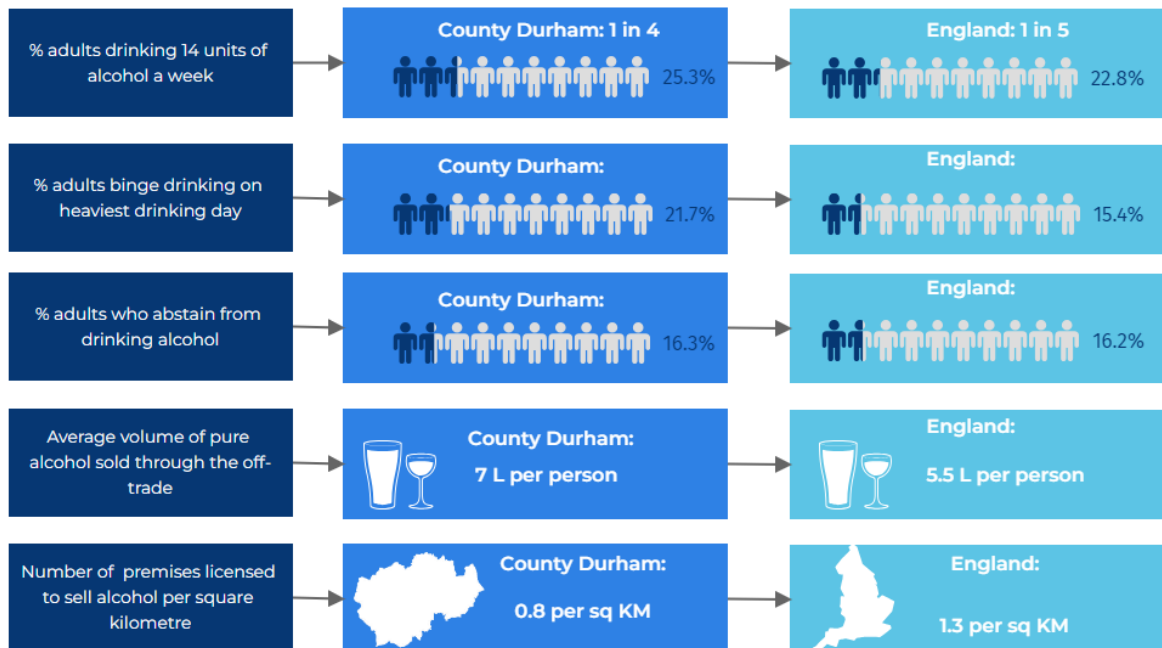 % adults drinking 14 units of
alcohol a week
County Durham: 1 in 4
25.3%
England: 1 in 5
22.8%
% adults binge drinking on
heaviest drinking day
County Durham:
21.7%
England:
15.4%
% adults who abstain from
drinking alcohol
County Durham:
16.3%
England:
16.2%
Average volume of pure
alcohol sold through the off-
trade
County Durham:
7 L per person
England:
5.5 L per person
Number of premises licensed
to sell alcohol per square
kilometre
County Durham:
0.8 per sq KM
England:
1.3 per sq KM